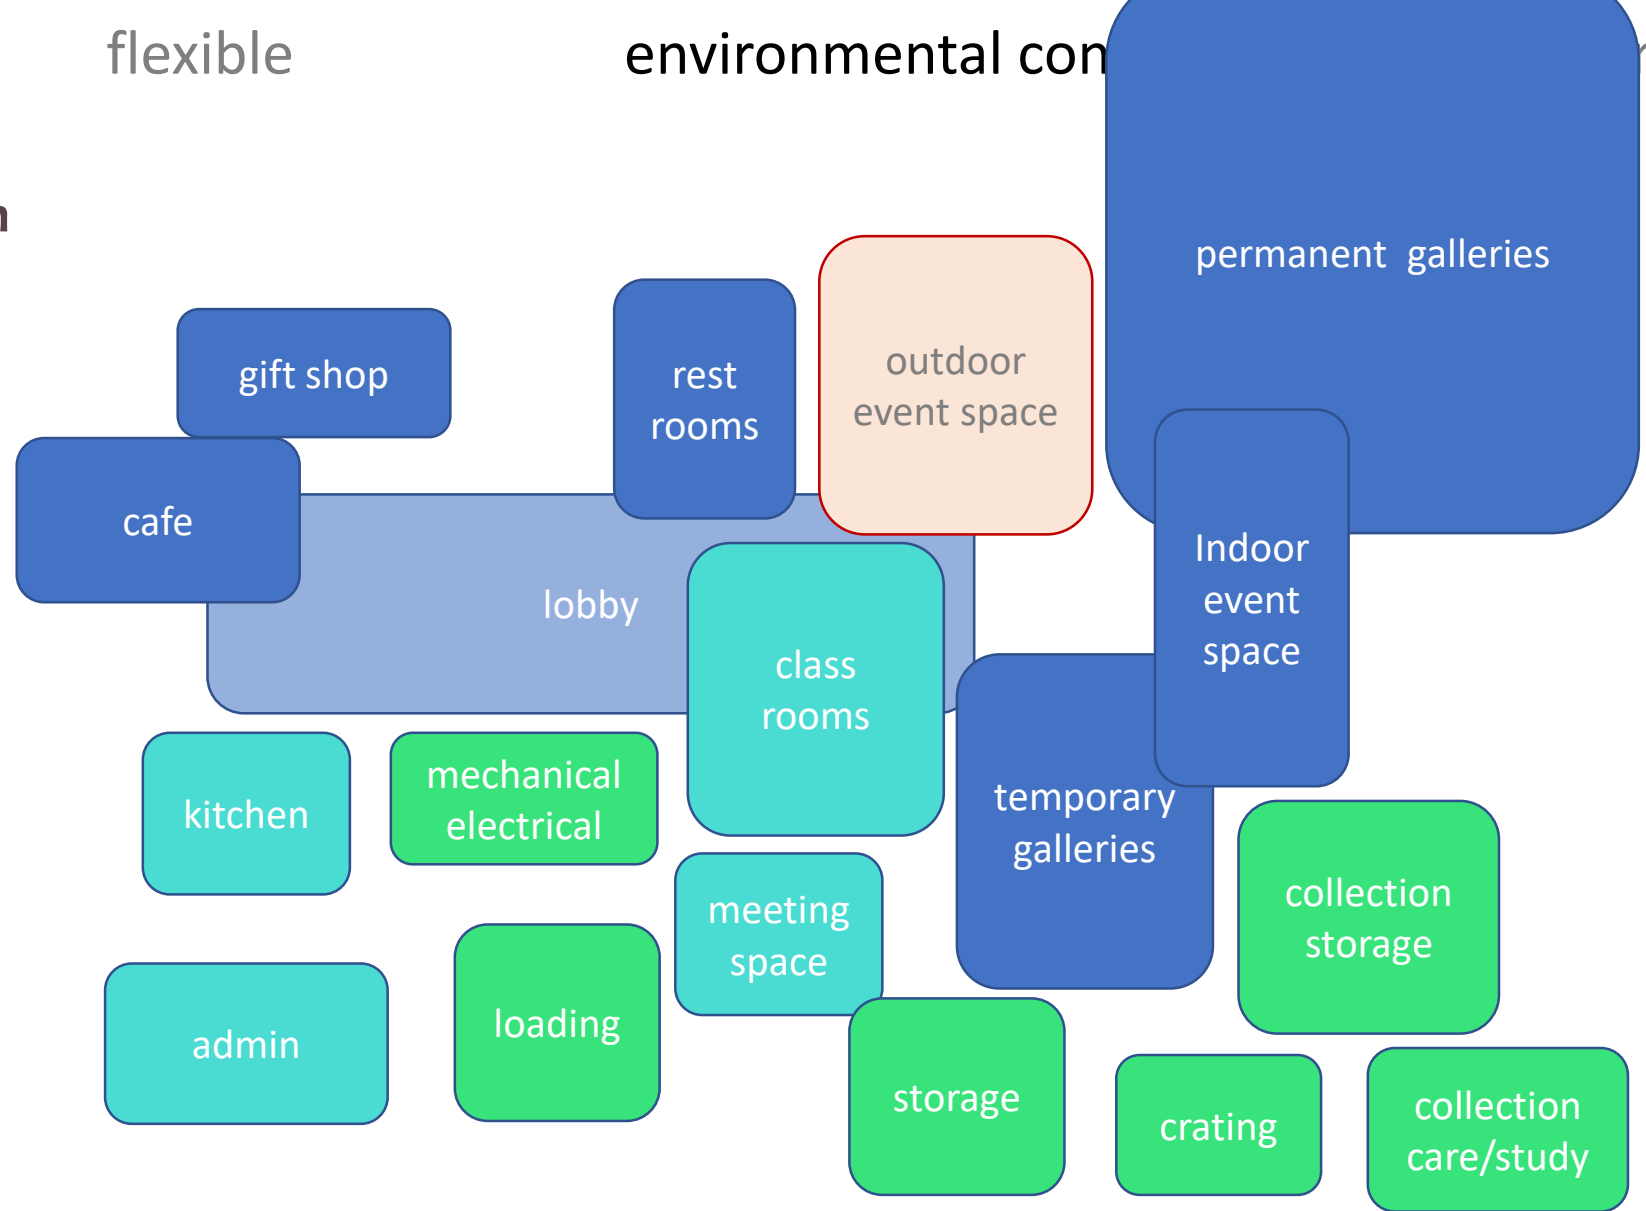 flexible
environmental
permanent galleries
outdoor
event space
gift shop
rest
rooms
cafe
Indoor
event
space
lobby
class
rooms
kitchen
mechanical
electrical
temporary
galleries
meeting
space
collection
storage
admin
loading
storage
crating
collection
care/study